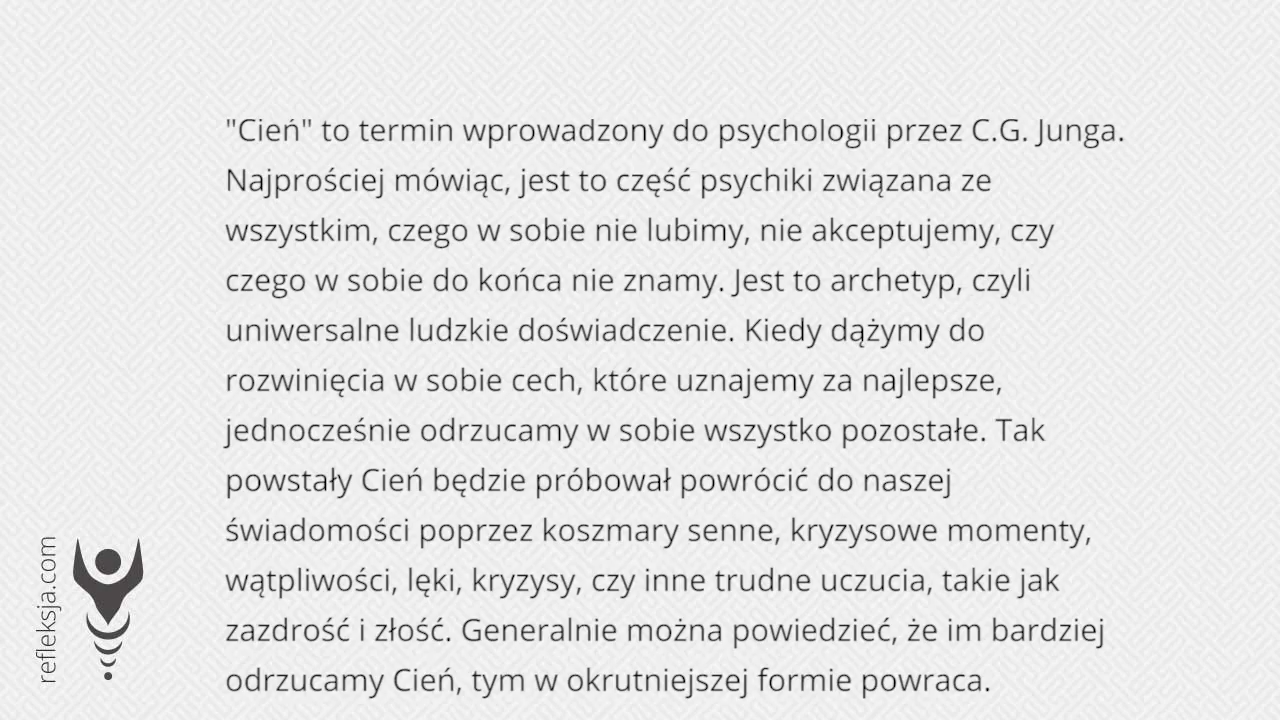 "Cień" to termin wprowadzony do psychologii przez C.G. Junga.
Najprościej mówiąc, jest to część psychiki związana ze
wszystkim, czego w sobie nie lubimy, nie akceptujemy, czy
czego w sobie do końca nie znamy. Jest to archetyp, czyli
uniwersalne ludzkie doświadczenie. Kiedy dążymy do
rozwinięcia w sobie cech, które uznajemy za najlepsze,
jednocześnie odrzucamy w sobie wszystko pozostałe. Tak
powstały Cień będzie próbował powrócić do naszej
świadomości poprzez koszmary senne, kryzysowe momenty,
wątpliwości, lęki, kryzysy, czy inne trudne uczucia, takie jak
zazdrość i złość. Generalnie można powiedzieć, że im bardziej
odrzucamy Cień, tym w okrutniejszej formie powraca.
refleksja.com